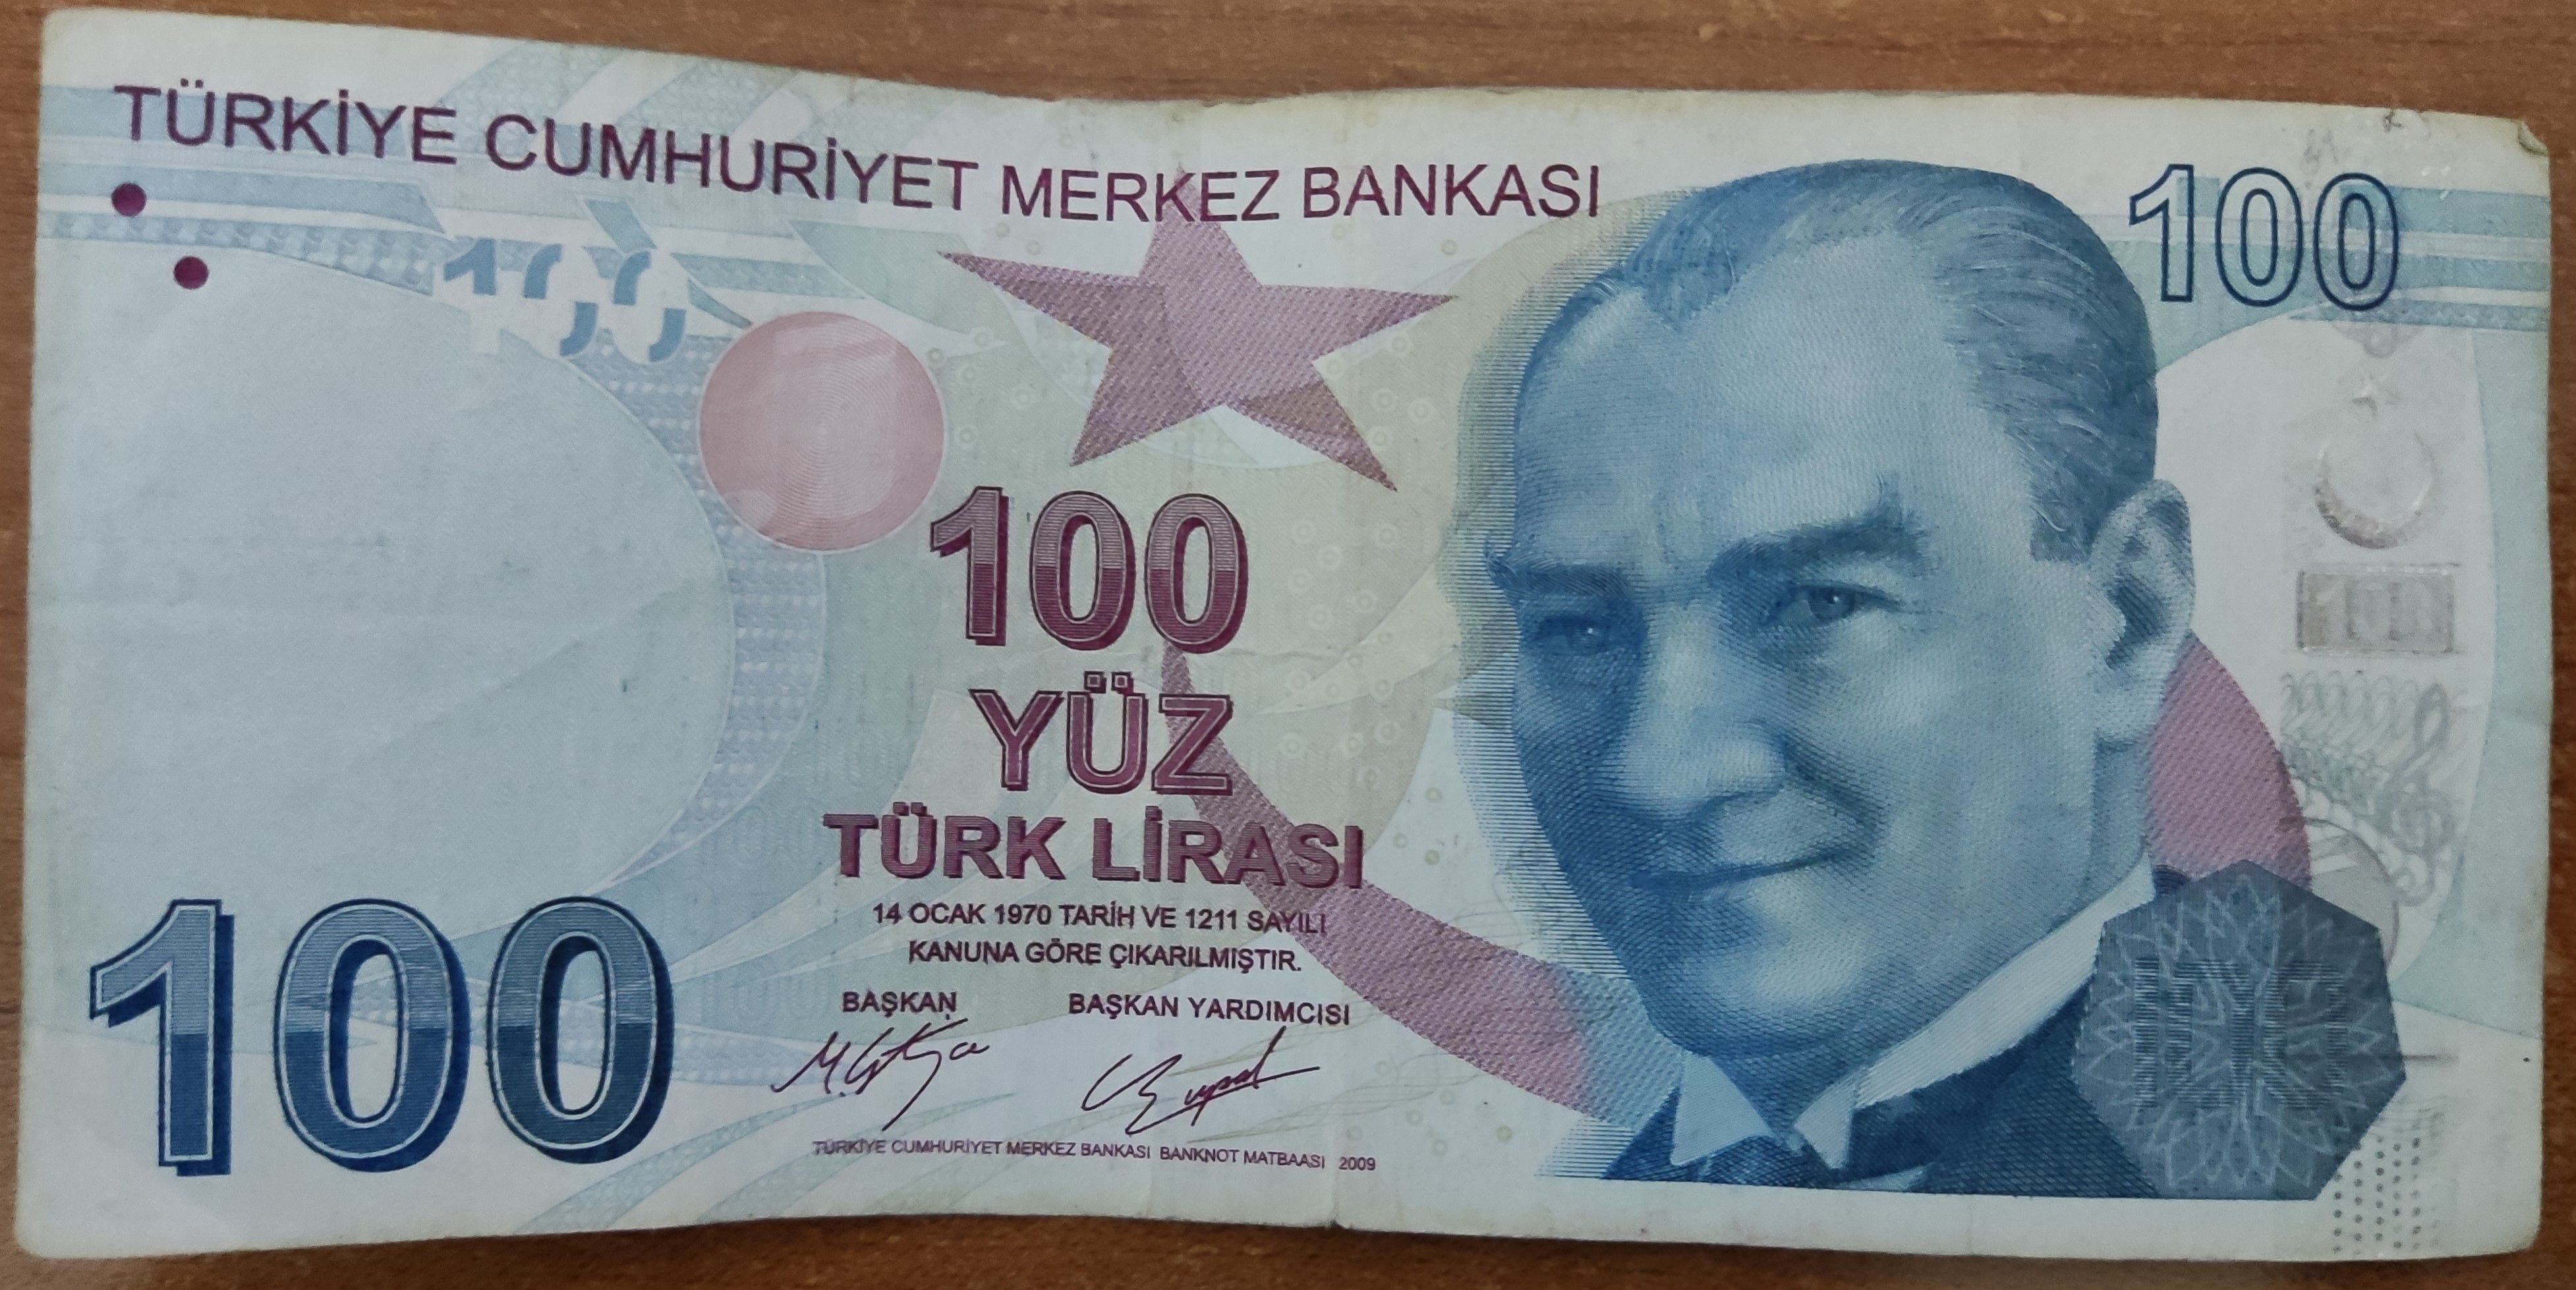 TÜRKİYE CUMHURİYET MERKEZ BANKASI
100
100
YÜZ
TÜRK LİRASI
14 OCAK 1970 TARİH VE 1211 SAYILI
KANUNA GÖRE ÇIKARILMIŞTIR.
BAŞKAN BAŞKAN YARDIMCISI
100
TÜRKİYE CUMHURİYET MERKEZ BANKASI BANKNOT MATBAASI 2009
100